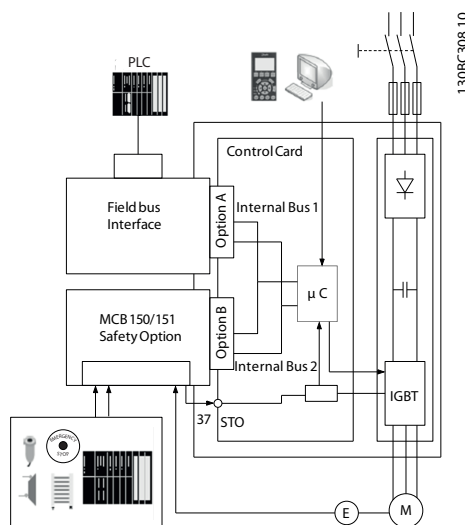 PLC
130BC308.10
Control Card
Field bus
Interface
Option A
Internal Bus 1
µ C
MCB 150/151
Safety Option
Option B
Internal Bus 2
IGBT
37
STO
EMERGENCY
E
M